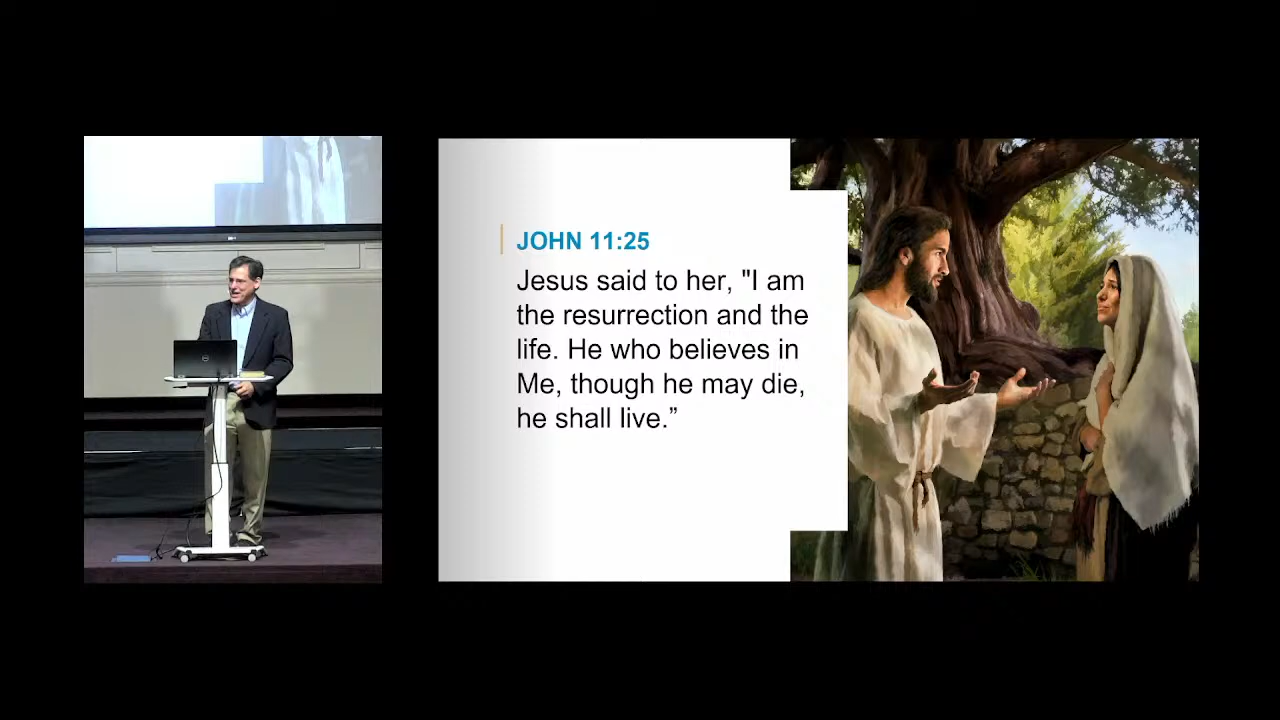 JOHN 11:25
Jesus said to her, "I am
the resurrection and the
life. He who believes in
Me, though he may die,
he shall live.”